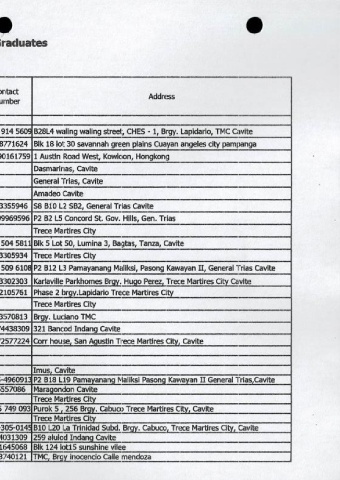 Graduates
Contact Number Address
914 5609 B28L4 waling waling street, CHES - 1, Brgy. Lapidario, TMC Cavite
8771624 Blk 18 lot 30 savannah green plains Cuayan angeles city pampanga
90161759 1 Austin Road West, Kowloon, Hongkong
Dasmarinas, Cavite
General Trias, Cavite
Amadeo Cavite
3355946 S8 B10 L2 SB2, General Trias Cavite
9969596 P2 B2 L5 Concord St. Gov. Hills, Gen. Trias
Trece Martires City
504 5811 Blk 5 Lot 50, Lumina 3, Bagtas, Tanza, Cavite
3305934 Trece Martires City
509 6108 P2 B12 L3 Pamayanang Maliksi, Pasong Kawayan II, General Trias Cavite
3302303 Karlaville Parkhomes Brgy. Hugo Perez, Trece Martires City Cavite
2105761 Phase 2 brgy.Lapidario Trece Martires City
Trece Martires City
3570813 Brgy. Luciano TMC
74438309 321 Bancod Indang Cavite
72577224 Corr house, San Agustin Trece Martires City, Cavite
Imus, Cavite
-4960913 P2 B18 L19 Pamayanang Maliksi Pasong Kawayan II General Trias,Cavite
5557086 Maragondon Cavite
Trece Martires City
749 093 Purok 5 , 256 Brgy. Cabuco Trece Martires City, Cavite
Trece Martires City
-305-0145 B10 L20 La Trinidad Subd. Brgy. Cabuco, Trece Martires City, Cavite
4031309 259 alulod Indang Cavite
1645068 Blk 124 lot15 sunshine vilee
8740121 TMC, Brgy inocencio Calle mendoza